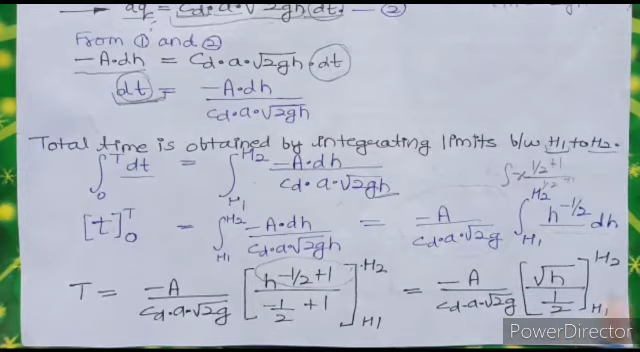 dq = Cd·a·√2gh dt. — ②
From ① and ②
−A·dh = Cd·a·√2gh·dt
dt = −A·dh / Cd·a·√2gh
Total time is obtained by integrating limits b/w H1 to H2.
∫₀ᵀ dt = ∫H1^H2 −A·dh / Cd·a·√2gh
[t]₀ᵀ = ∫H1^H2 −A·dh / Cd·a·√2gh = −A / Cd·a·√2g ∫H1^H2 h^−1/2 dh
T = −A / Cd·a·√2g [h^−1/2+1 / −1/2 +1]H1^H2 = −A / Cd·a·√2g [√h / 1/2]H1^H2
PowerDirector